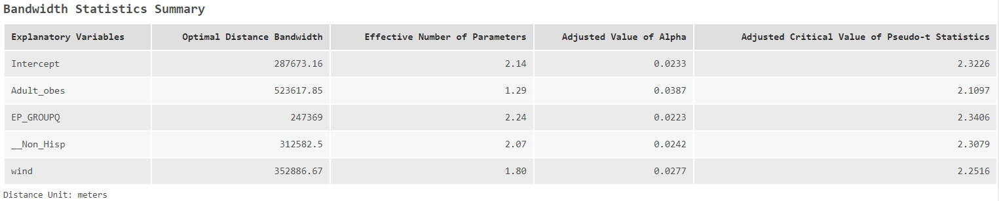 Bandwidth Statistics Summary
Explanatory Variables Optimal Distance Bandwidth Effective Number of Parameters Adjusted Value of Alpha Adjusted Critical Value of Pseudo-t Statistics
Intercept 287673.16 2.14 0.0233 2.3226
Adult_obes 523617.85 1.29 0.0387 2.1097
EP_GROUPQ 247369 2.24 0.0223 2.3406
__Non_Hisp 312582.5 2.07 0.0242 2.3079
wind 352886.67 1.80 0.0277 2.2516
Distance Unit: meters